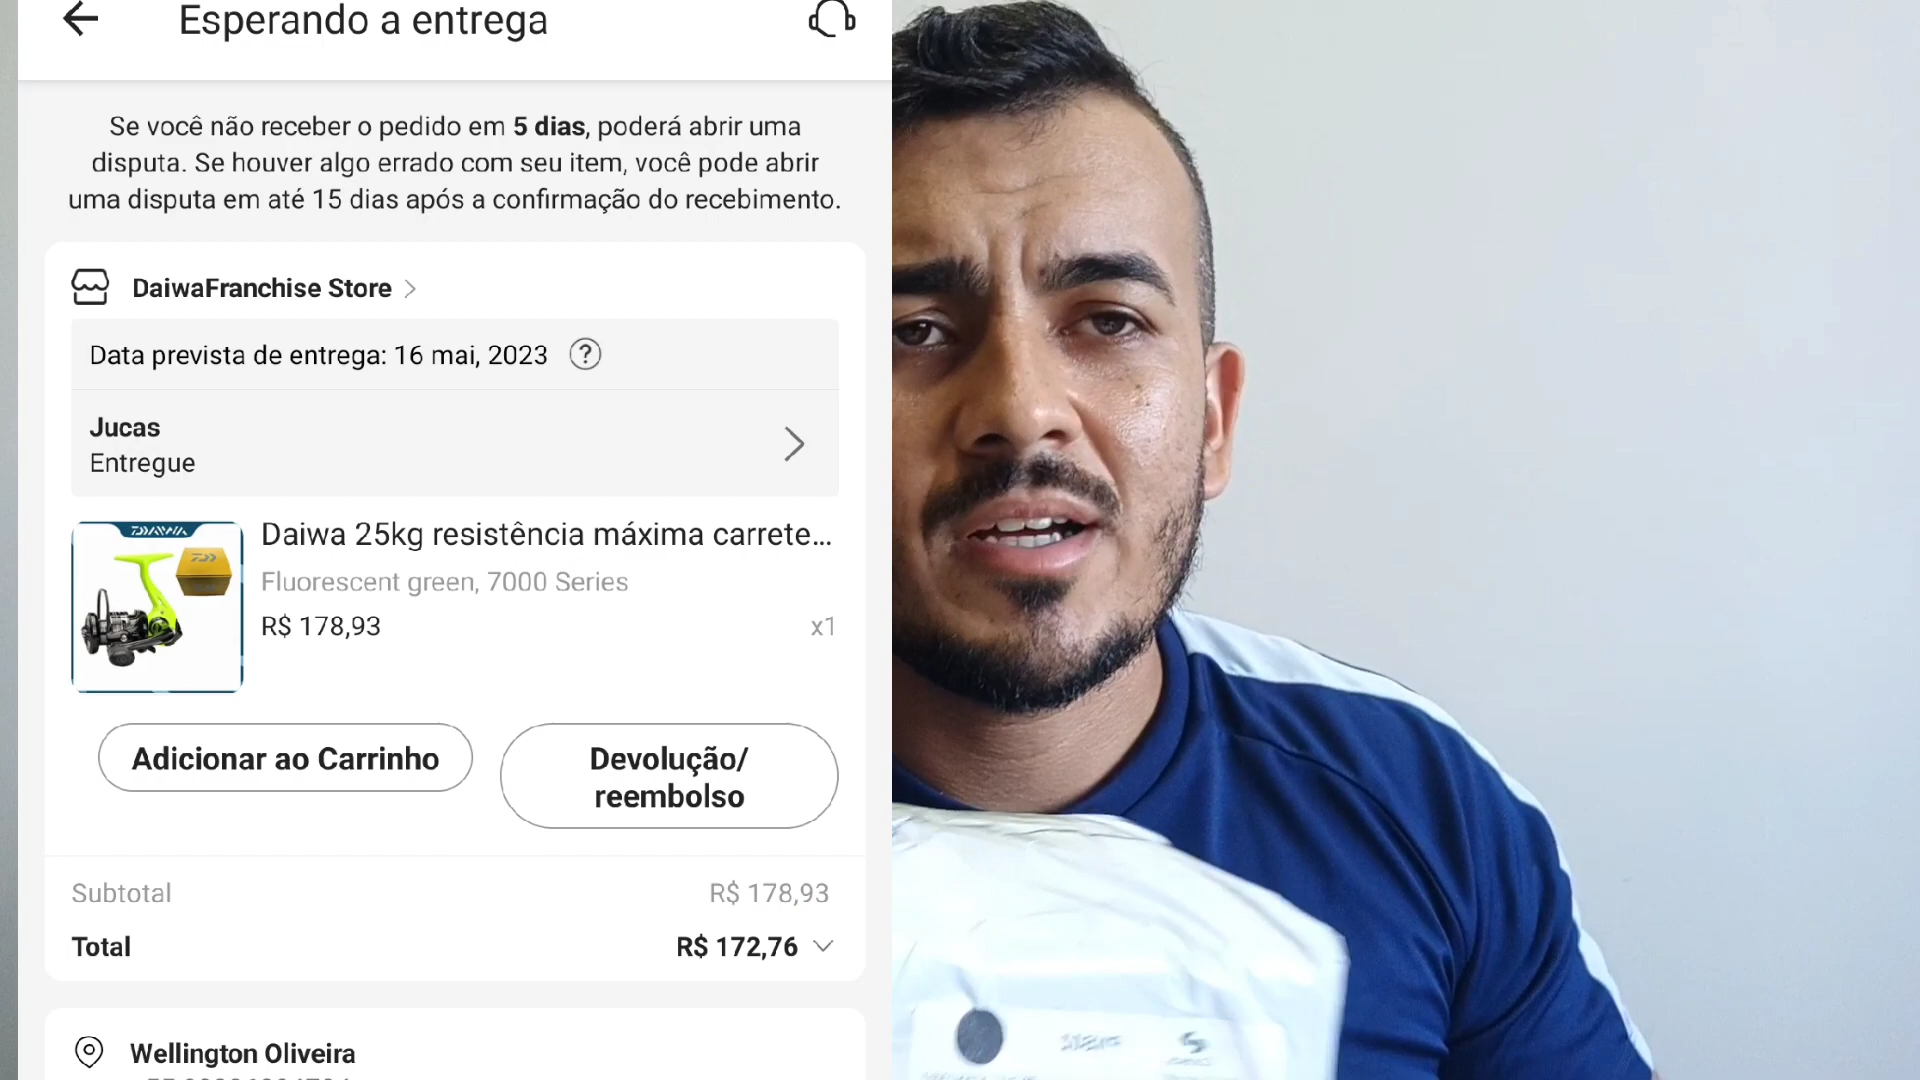 Esperando a entrega
Se você não receber o pedido em 5 dias, poderá abrir uma
disputa. Se houver algo errado com seu item, você pode abrir
uma disputa em até 15 dias após a confirmação do recebimento.
DaiwaFranchise Store
Data prevista de entrega: 16 mai, 2023
Jucas
Entregue
DAIWA
Daiwa 25kg resistência máxima carrete...
Fluorescent green, 7000 Series
R$ 178,93
x1
Adicionar ao Carrinho
Devolução/
reembolso
Subtotal
R$ 178,93
Total
R$ 172,76
Wellington Oliveira